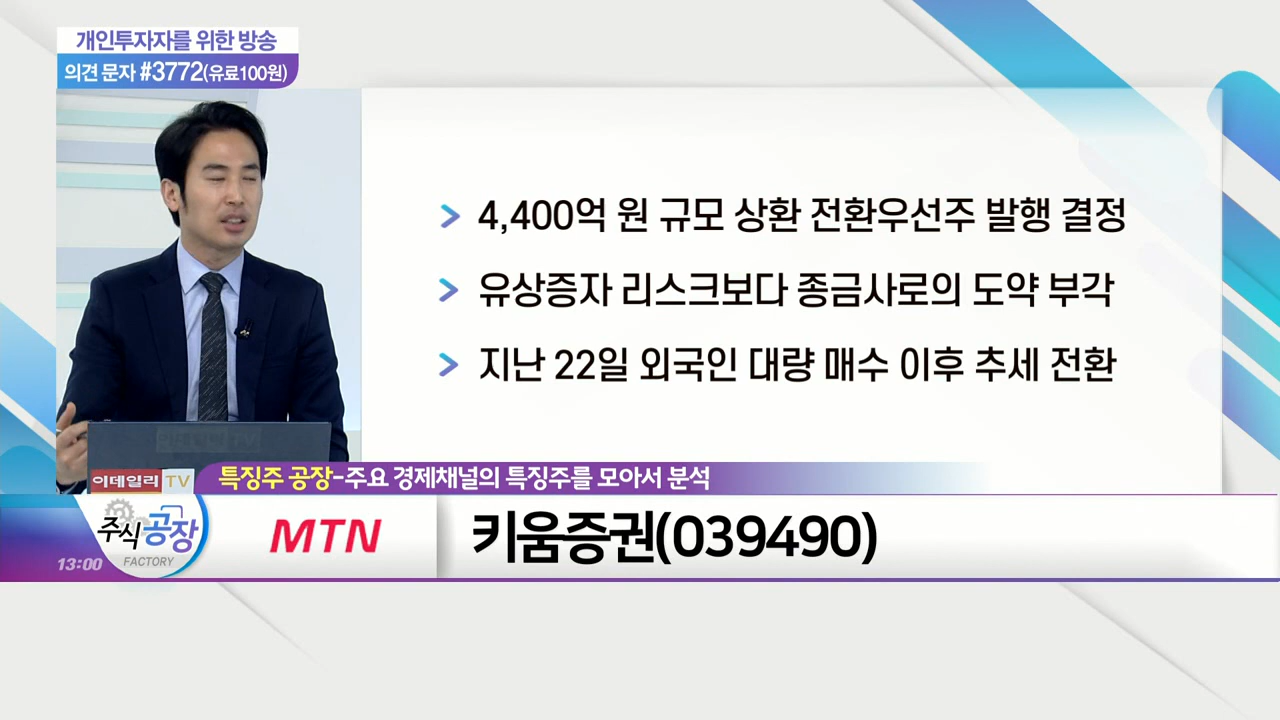 개인투자자를 위한 방송
의견 문자 #3772(유료100원)
4,400억 원 규모 상환 전환우선주 발행 결정
유상증자 리스크보다 종금사로의 도약 부각
지난 22일 외국인 대량 매수 이후 추세 전환
이데일리 TV
특징주 공장-주요 경제채널의 특징주를 모아서 분석
주식공장
FACTORY
13:00
MTN
키움증권(039490)